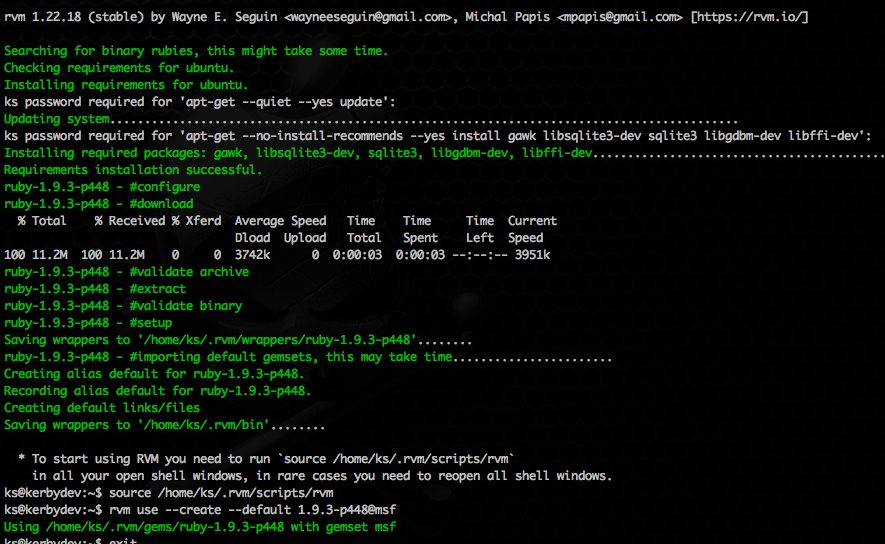 rvm 1.22.18 (stable) by Wayne E. Seguin <wayneeseguin@gmail.com>, Michal Papis <mpapis@gmail.com> [https://rvm.io/]
Searching for binary rubies, this might take some time.
Checking requirements for ubuntu.
Installing requirements for ubuntu.
ks password required for 'apt-get --quiet --yes update':
Updating system................................................................................
ks password required for 'apt-get --no-install-recommends --yes install gawk libsqlite3-dev sqlite3 libgdbm-dev libffi-dev':
Installing required packages: gawk, libsqlite3-dev, sqlite3, libgdbm-dev, libffi-dev..........................................
Requirements installation successful.
ruby-1.9.3-p448 - #configure
ruby-1.9.3-p448 - #download
  % Total    % Received % Xferd  Average Speed   Time    Time     Time  Current
                                 Dload  Upload   Total   Spent    Left  Speed
100 11.2M  100 11.2M    0     0  3742k      0  0:00:03  0:00:03 --:--:-- 3951k
ruby-1.9.3-p448 - #validate archive
ruby-1.9.3-p448 - #extract
ruby-1.9.3-p448 - #validate binary
ruby-1.9.3-p448 - #setup
Saving wrappers to '/home/ks/.rvm/wrappers/ruby-1.9.3-p448'........
ruby-1.9.3-p448 - #importing default gemsets, this may take time.......................
Creating alias default for ruby-1.9.3-p448.
Recording alias default for ruby-1.9.3-p448.
Creating default links/files
Saving wrappers to '/home/ks/.rvm/bin'........
  * To start using RVM you need to run `source /home/ks/.rvm/scripts/rvm`
    in all your open shell windows, in rare cases you need to reopen all shell windows.
ks@kerbydev:~$ source /home/ks/.rvm/scripts/rvm
ks@kerbydev:~$ rvm use --create --default 1.9.3-p448@msf
Using /home/ks/.rvm/gems/ruby-1.9.3-p448 with gemset msf
ks@kerbydev:~$ exit